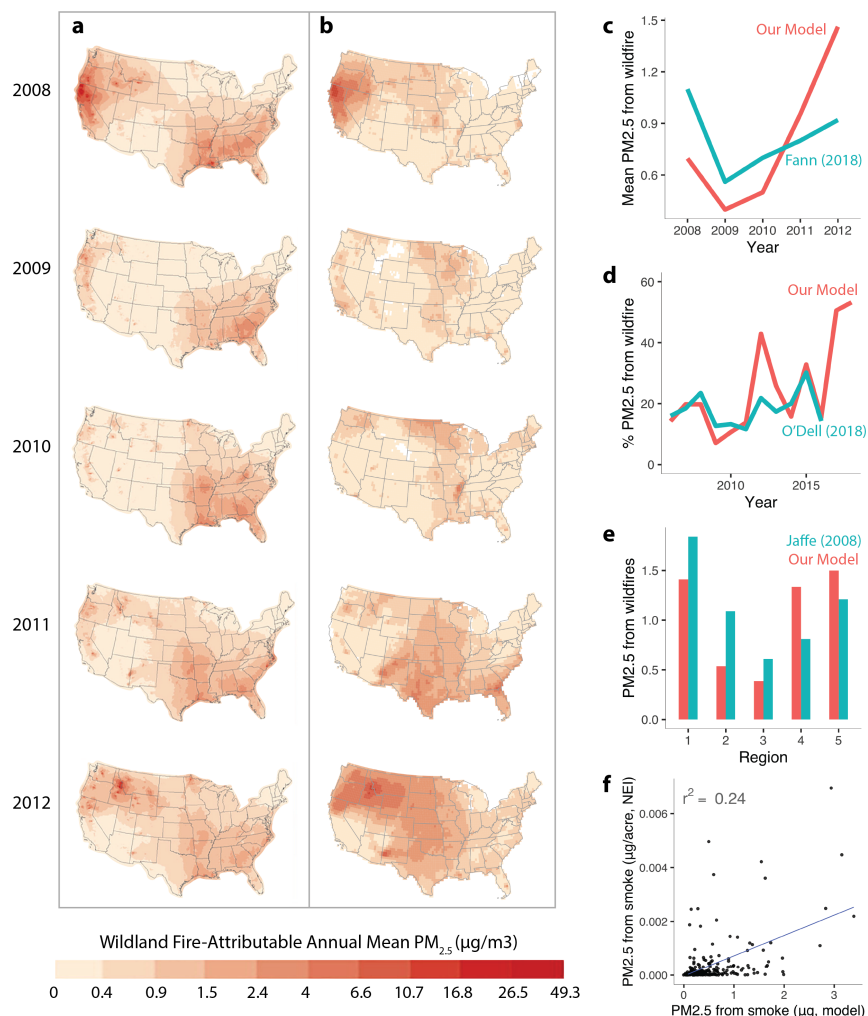 a
b
2008
2009
2010
2011
2012
Wildland Fire-Attributable Annual Mean PM2.5 (µg/m3)
0 0.4 0.9 1.5 2.4 4 6.6 10.7 16.8 26.5 49.3
c
Mean PM2.5 from wildfire
1.5
1.2
0.9
0.6
Our Model
Fann (2018)
2008 2009 2010 2011 2012
Year
d
% PM2.5 from wildfire
60
40
20
0
Our Model
O'Dell (2018)
2010 2015
Year
e
PM2.5 from wildfires
1.5
1.0
0.5
0.0
Jaffe (2008)
Our Model
1 2 3 4 5
Region
f
PM2.5 from smoke (µg/acre, NEI)
r2 = 0.24
0.006
0.004
0.002
0.000
0 1 2 3
PM2.5 from smoke (µg, model)